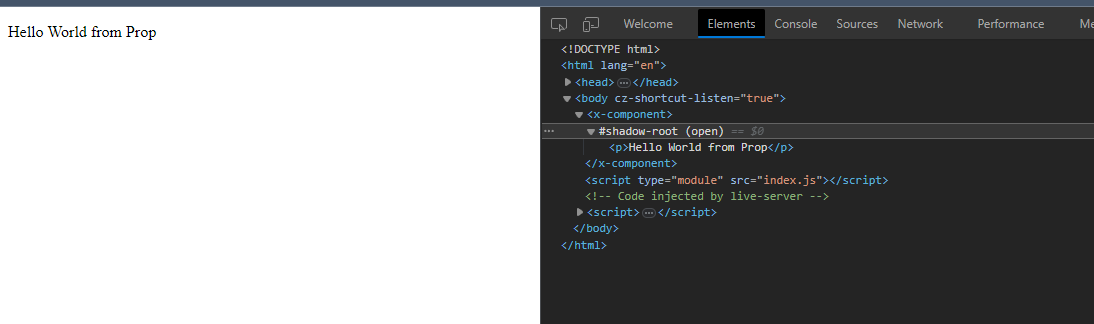 Hello World from Prop
Welcome Elements Console Sources Network Performance Me
<!DOCTYPE html>
<html lang="en">
<head> … </head>
<body cz-shortcut-listen="true">
<x-component>
… #shadow-root (open) == $0
<p>Hello World from Prop</p>
</x-component>
<script type="module" src="index.js"></script>
<!-- Code injected by live-server -->
<script> … </script>
</body>
</html>